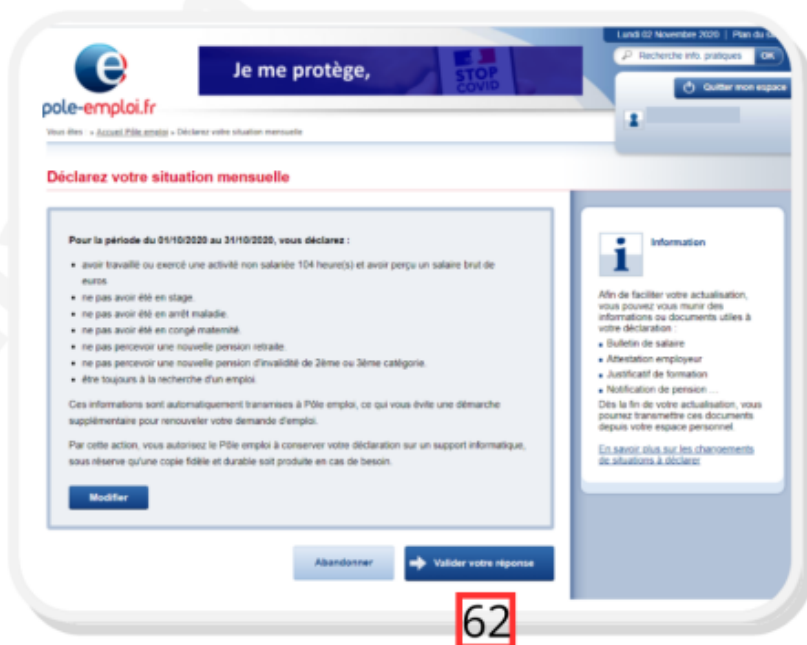 Lundi 02 Novembre 2020 | Plan du
Recherche info. pratiques OK
Je me protège,
STOP
COVID
Quitter mon espace
pole-emploi.fr
Vous êtes : » Accueil Pôle emploi » Déclarez votre situation mensuelle
Déclarez votre situation mensuelle
Pour la période du 01/10/2020 au 31/10/2020, vous déclarez :
• avoir travaillé ou exercé une activité non salariée 104 heure(s) et avoir perçu un salaire brut de
euros
• ne pas avoir été en stage.
• ne pas avoir été en arrêt maladie.
• ne pas avoir été en congé maternité.
• ne pas percevoir une nouvelle pension retraite.
• ne pas percevoir une nouvelle pension d'invalidité de 2ème ou 3ème catégorie.
• être toujours à la recherche d'un emploi.
Ces informations sont automatiquement transmises à Pôle emploi, ce qui vous évite une démarche
supplémentaire pour renouveler votre demande d'emploi.
Par cette action, vous autorisez le Pôle emploi à conserver votre déclaration sur un support informatique,
sous réserve qu'une copie fidèle et durable soit produite en cas de besoin.
Modifier
Abandonner
Valider votre réponse
Information
Afin de faciliter votre actualisation,
vous pouvez vous munir des
informations ou documents utiles à
votre déclaration :
• Bulletin de salaire
• Attestation employeur
• Justificatif de formation
• Notification de pension ...
Dès la fin de votre actualisation, vous
pourrez transmettre ces documents
depuis votre espace personnel.
En savoir plus sur les changements
de situations à déclarer
62